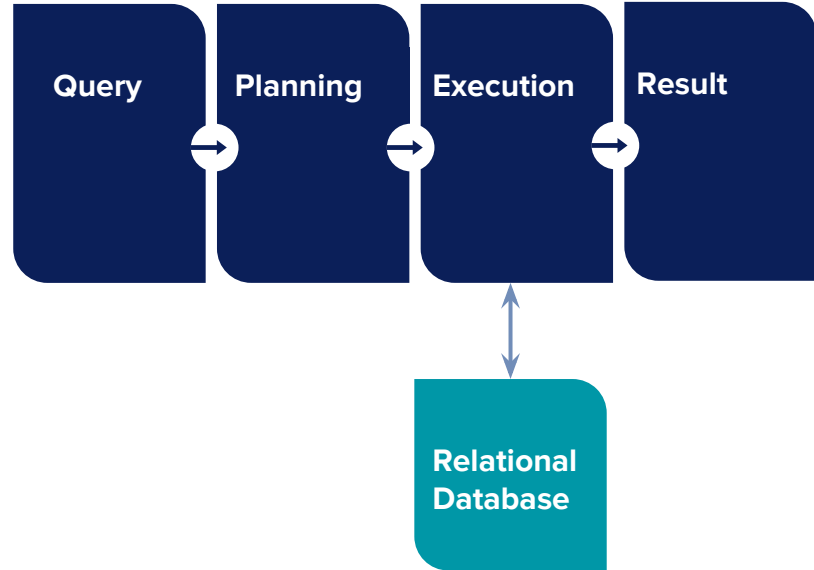 Query
Planning
Execution
Result
Relational
Database